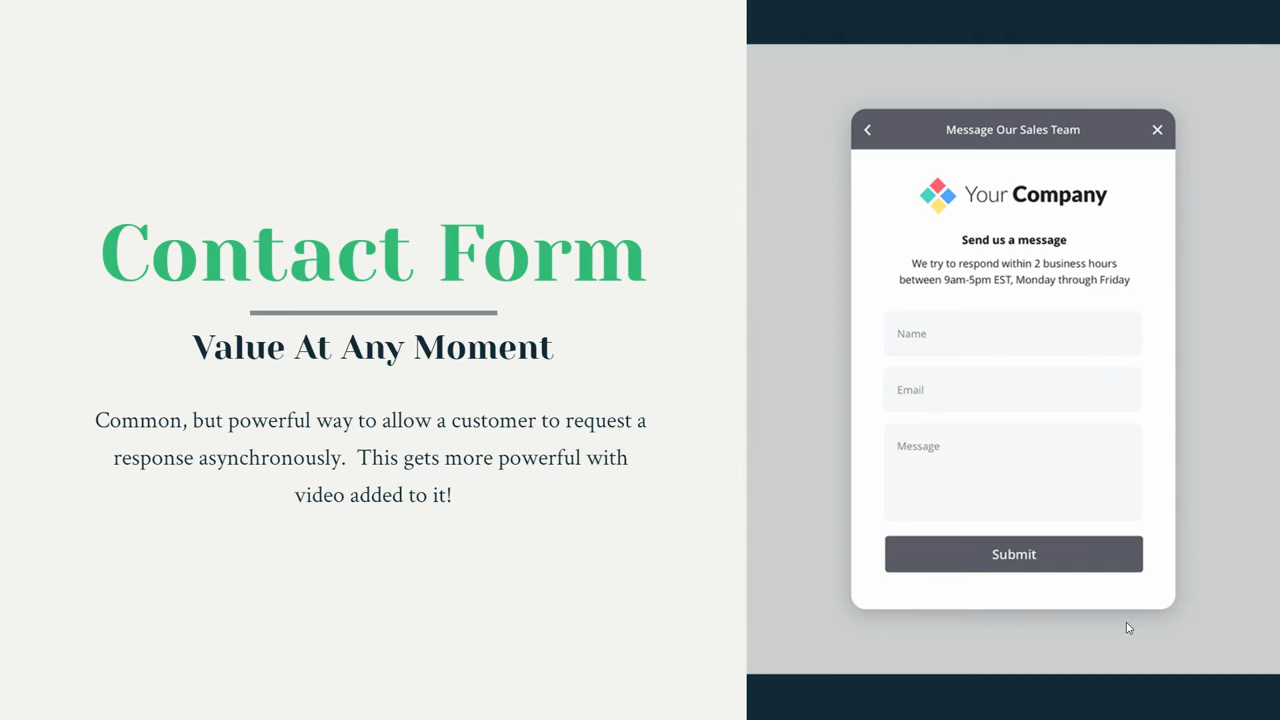 Contact Form
Value At Any Moment
Common, but powerful way to allow a customer to request a
response asynchronously.  This gets more powerful with
video added to it!
Message Our Sales Team
Your Company
Send us a message
We try to respond within 2 business hours
between 9am-5pm EST, Monday through Friday
Name
Email
Message
Submit